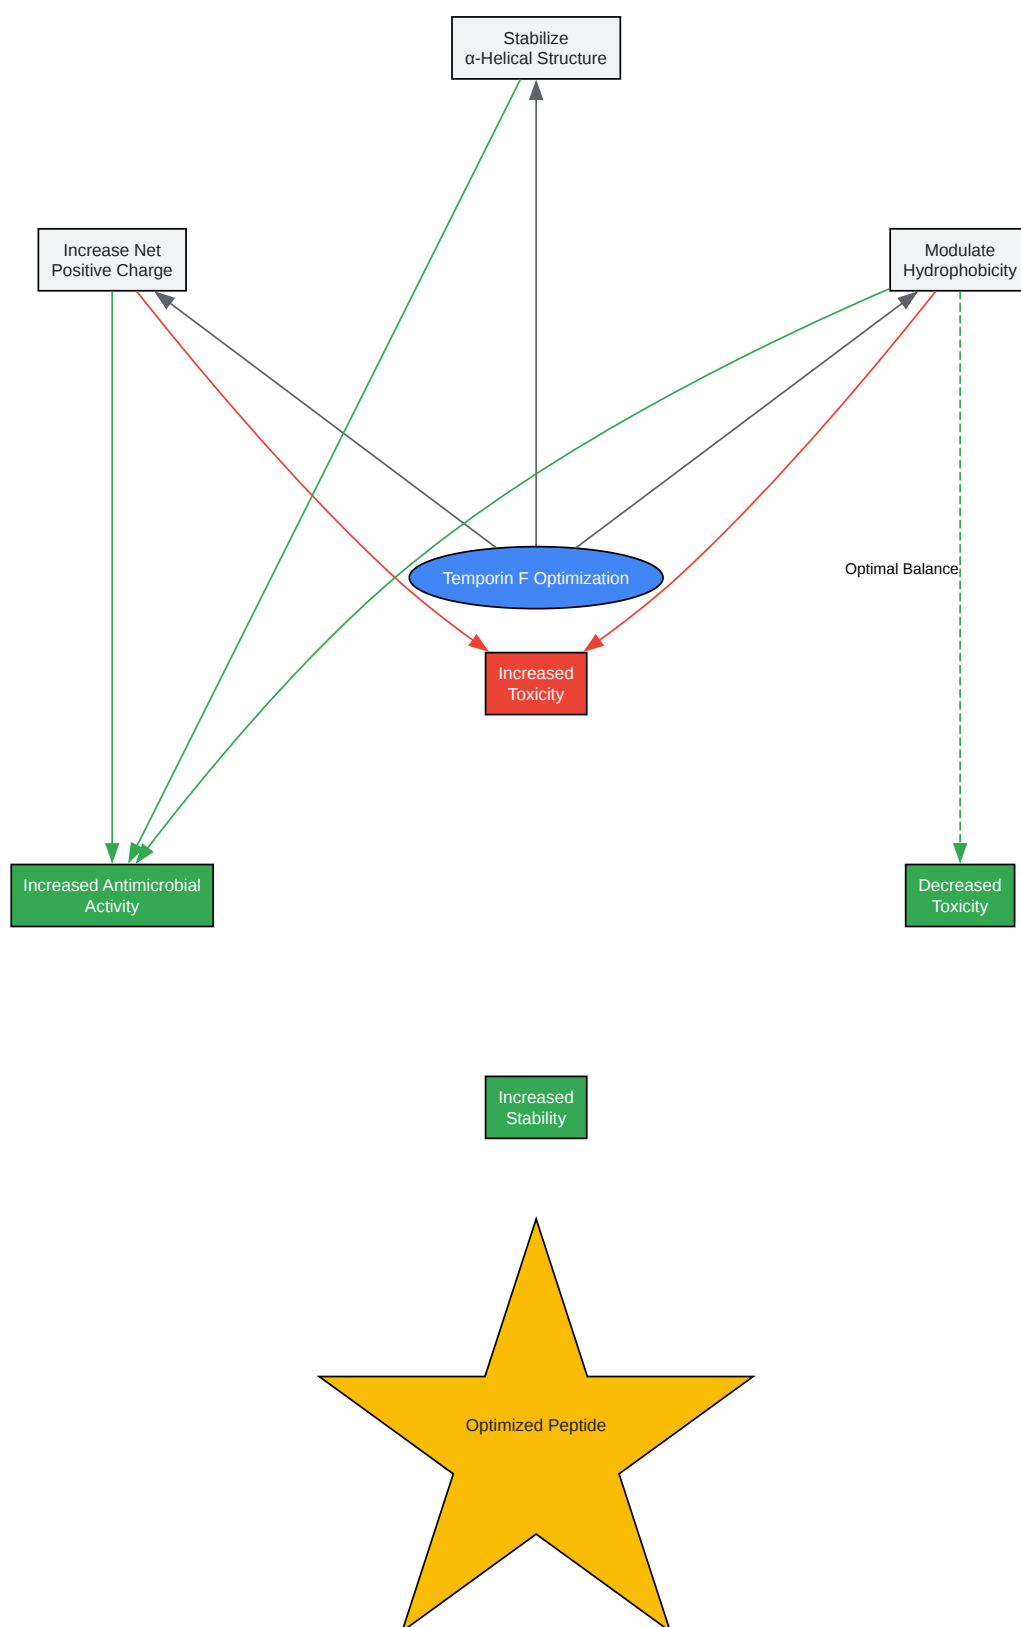 Stabilize
α-Helical Structure
Increase Net
Positive Charge
Modulate
Hydrophobicity
Optimal Balance
Temporin F Optimization
Increased
Toxicity
Increased Antimicrobial
Activity
Decreased
Toxicity
Increased
Stability
Optimized Peptide